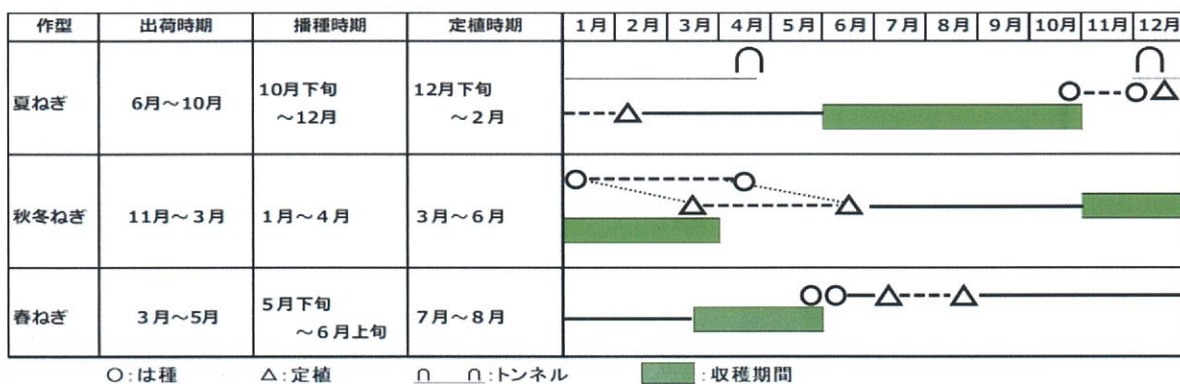 作型 出荷時期 播種時期 定植時期 1月 2月 3月 4月 5月 6月 7月 8月 9月 10月 11月 12月
夏ねぎ 6月～10月 10月下旬 12月下旬
～12月 ～2月
秋冬ねぎ 11月～3月 1月～4月 3月～6月
春ねぎ 3月～5月 5月下旬 7月～8月
～6月上旬
○:は種 △:定植 ∩ ∩:トンネル :収穫期間